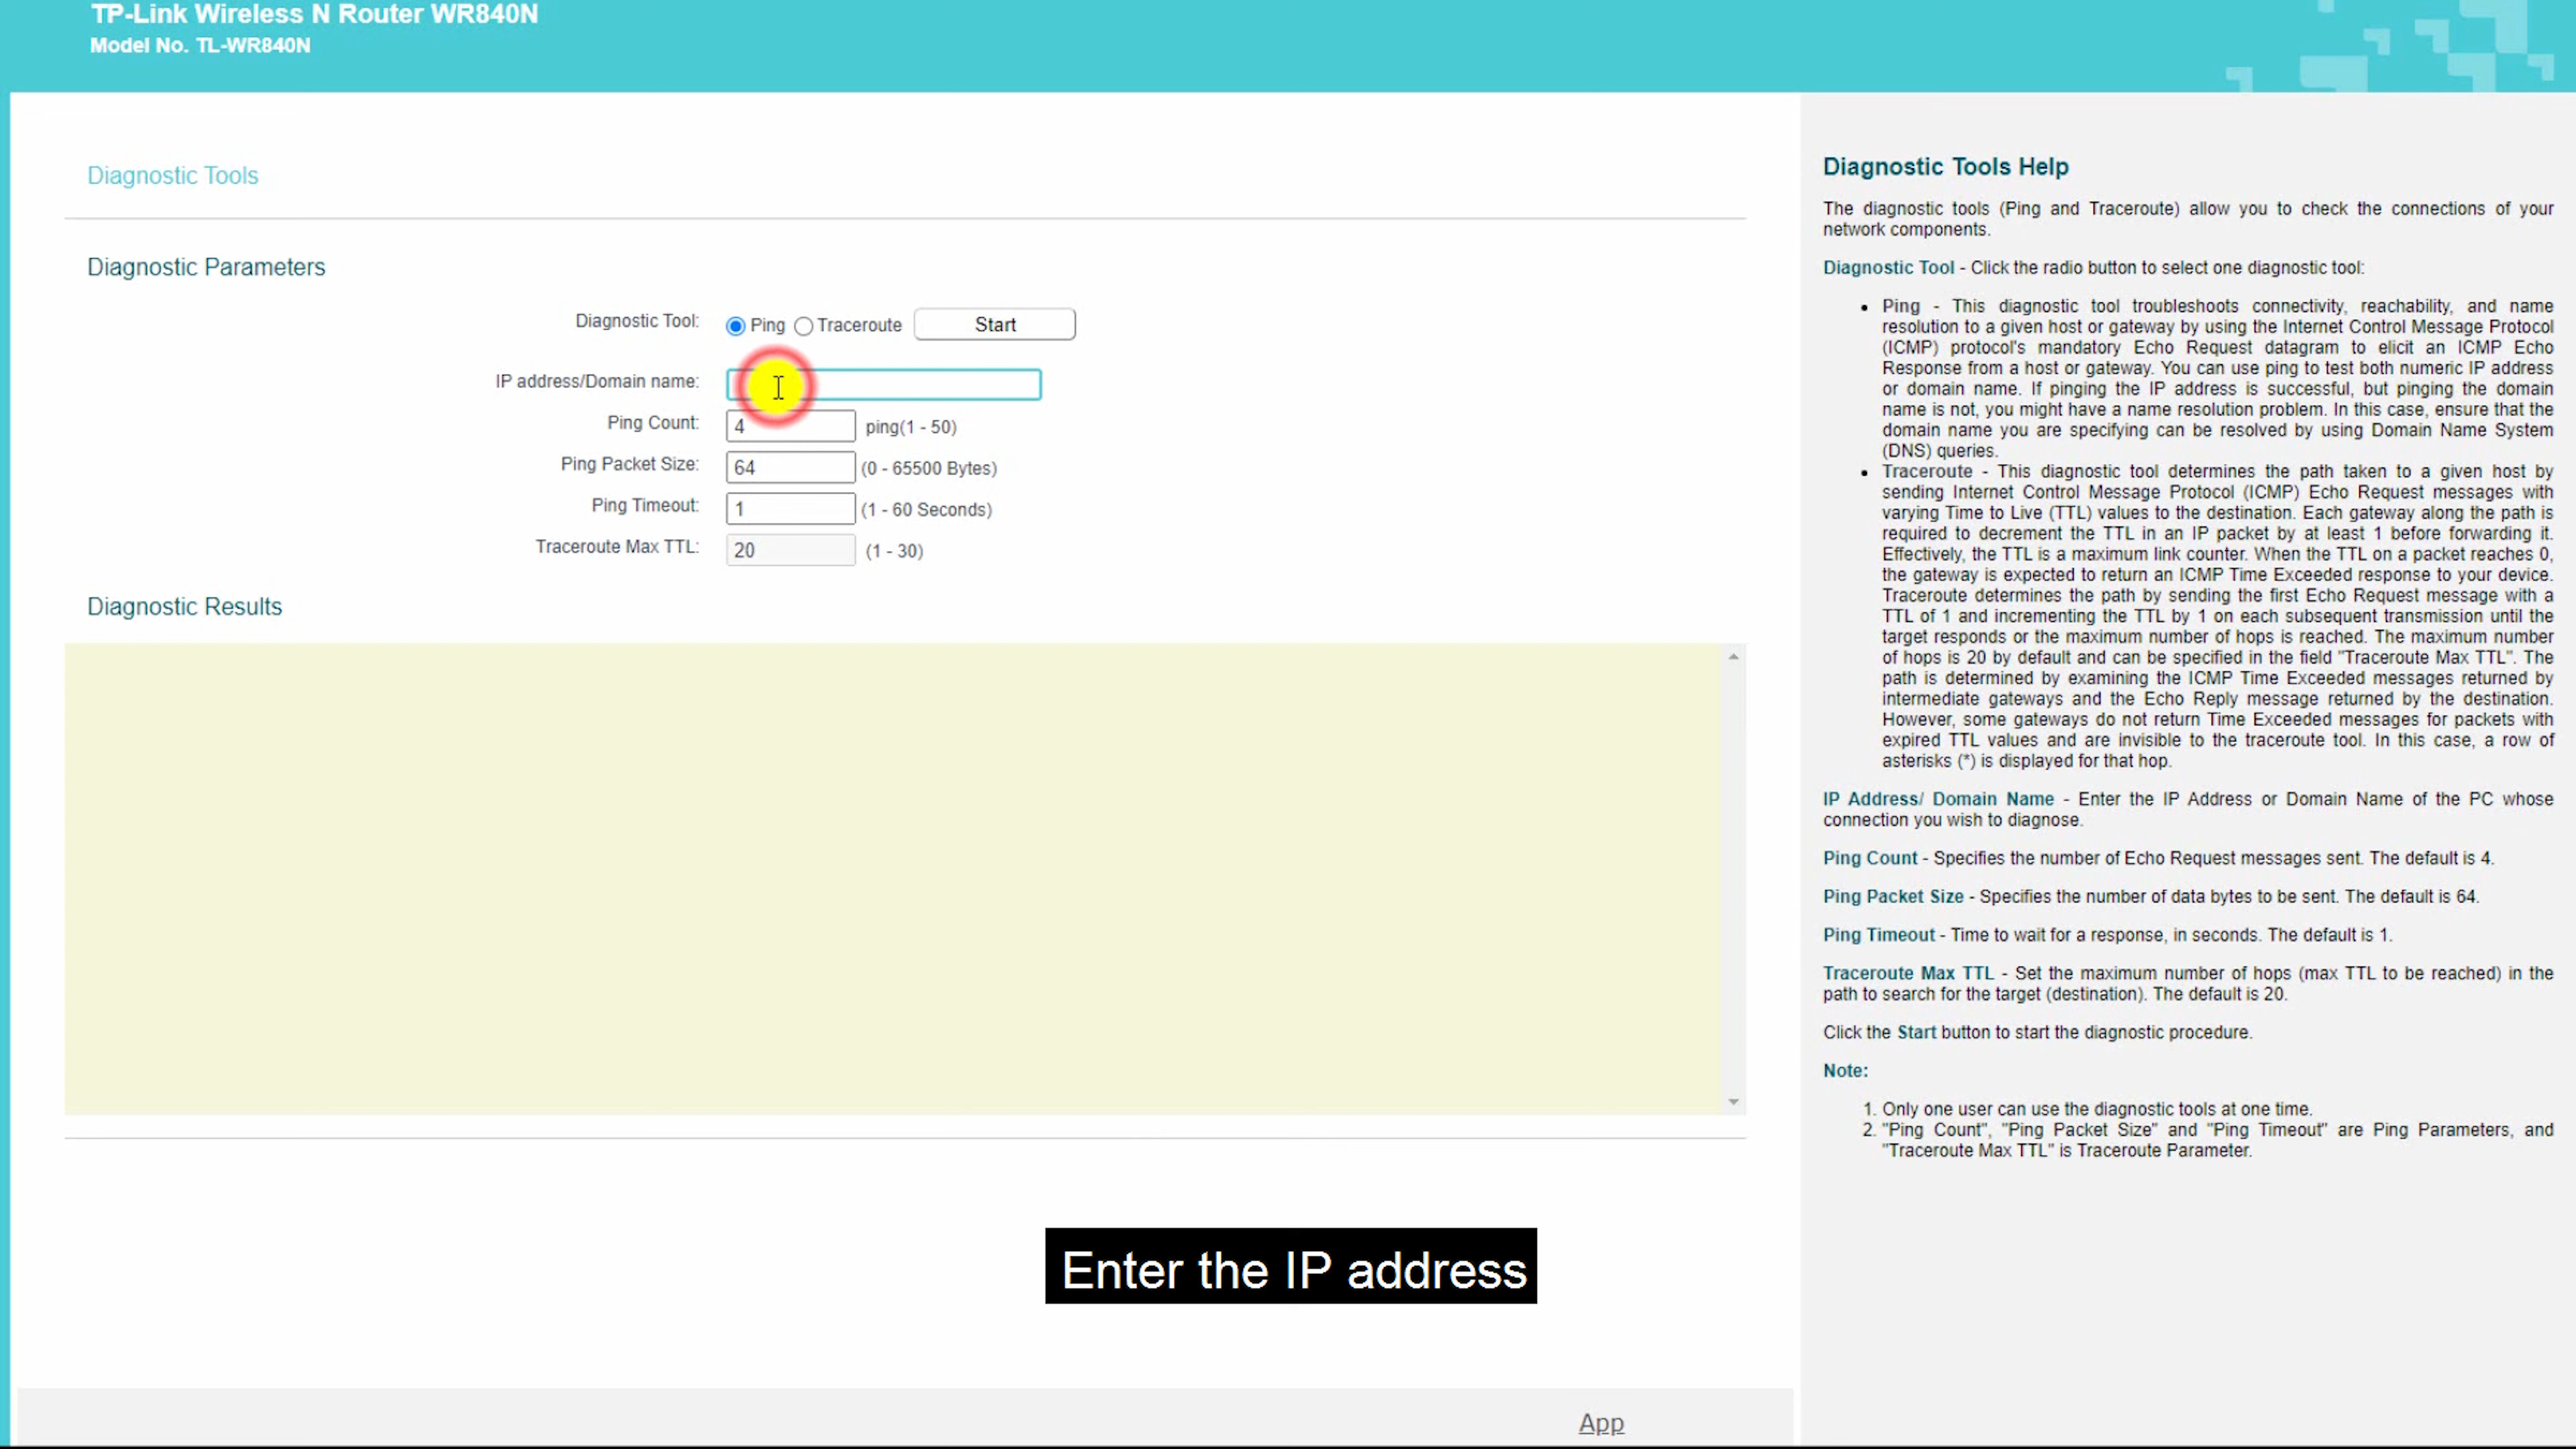 TP-Link Wireless N Router WR840N
Model No. TL-WR840N
Diagnostic Tools
Diagnostic Parameters
Diagnostic Tool: Ping Traceroute Start
IP address/Domain name:
Ping Count: 4 ping(1 - 50)
Ping Packet Size: 64 (0 - 65500 Bytes)
Ping Timeout: 1 (1 - 60 Seconds)
Traceroute Max TTL: 20 (1 - 30)
Diagnostic Results
Enter the IP address
App
Diagnostic Tools Help
The diagnostic tools (Ping and Traceroute) allow you to check the connections of your
network components.
Diagnostic Tool - Click the radio button to select one diagnostic tool:
• Ping - This diagnostic tool troubleshoots connectivity, reachability, and name
resolution to a given host or gateway by using the Internet Control Message Protocol
(ICMP) protocol's mandatory Echo Request datagram to elicit an ICMP Echo
Response from a host or gateway. You can use ping to test both numeric IP address
or domain name. If pinging the IP address is successful, but pinging the domain
name is not, you might have a name resolution problem. In this case, ensure that the
domain name you are specifying can be resolved by using Domain Name System
(DNS) queries.
• Traceroute - This diagnostic tool determines the path taken to a given host by
sending Internet Control Message Protocol (ICMP) Echo Request messages with
varying Time to Live (TTL) values to the destination. Each gateway along the path is
required to decrement the TTL in an IP packet by at least 1 before forwarding it.
Effectively, the TTL is a maximum link counter. When the TTL on a packet reaches 0,
the gateway is expected to return an ICMP Time Exceeded response to your device.
Traceroute determines the path by sending the first Echo Request message with a
TTL of 1 and incrementing the TTL by 1 on each subsequent transmission until the
target responds or the maximum number of hops is reached. The maximum number
of hops is 20 by default and can be specified in the field "Traceroute Max TTL". The
path is determined by examining the ICMP Time Exceeded messages returned by
intermediate gateways and the Echo Reply message returned by the destination.
However, some gateways do not return Time Exceeded messages for packets with
expired TTL values and are invisible to the traceroute tool. In this case, a row of
asterisks (*) is displayed for that hop.
IP Address/ Domain Name - Enter the IP Address or Domain Name of the PC whose
connection you wish to diagnose.
Ping Count - Specifies the number of Echo Request messages sent. The default is 4.
Ping Packet Size - Specifies the number of data bytes to be sent. The default is 64.
Ping Timeout - Time to wait for a response, in seconds. The default is 1.
Traceroute Max TTL - Set the maximum number of hops (max TTL to be reached) in the
path to search for the target (destination). The default is 20.
Click the Start button to start the diagnostic procedure.
Note:
1. Only one user can use the diagnostic tools at one time.
2. "Ping Count", "Ping Packet Size" and "Ping Timeout" are Ping Parameters, and
"Traceroute Max TTL" is Traceroute Parameter.